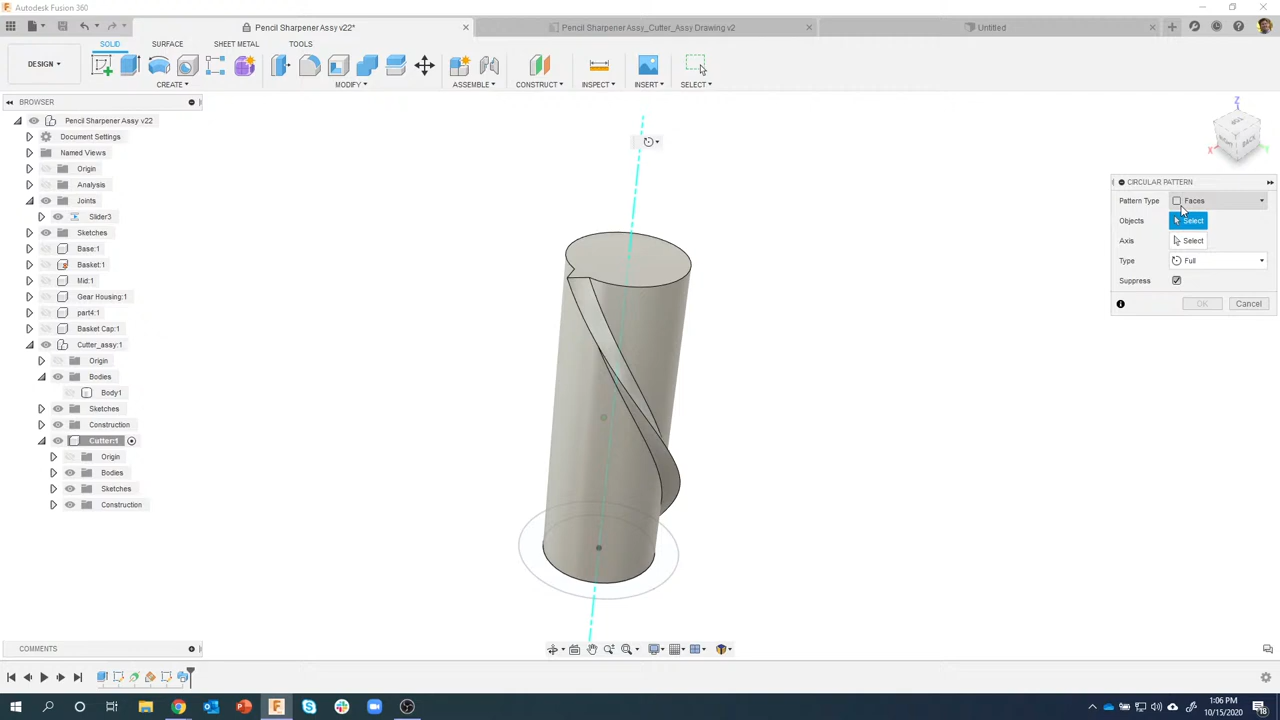 Autodesk Fusion 360
Pencil Sharpener Assy v22*
Pencil Sharpener Assy_Cutter_Assy Drawing v2
Untitled
SOLID
SURFACE
SHEET METAL
TOOLS
DESIGN
CREATE
MODIFY
ASSEMBLE
CONSTRUCT
INSPECT
INSERT
SELECT
BROWSER
Pencil Sharpener Assy v22
Document Settings
Named Views
Origin
Analysis
Joints
Slider3
Sketches
Base:1
Basket:1
Mid:1
Gear Housing:1
part4:1
Basket Cap:1
Cutter_assy:1
Origin
Bodies
Body1
Sketches
Construction
Cutter:1
Origin
Bodies
Sketches
Construction
Z
RIGHT
BACK
X
Y
CIRCULAR PATTERN
Pattern Type
Faces
Objects
Select
Axis
Select
Type
Full
Suppress
OK
Cancel
COMMENTS
1:06 PM
10/15/2020
18